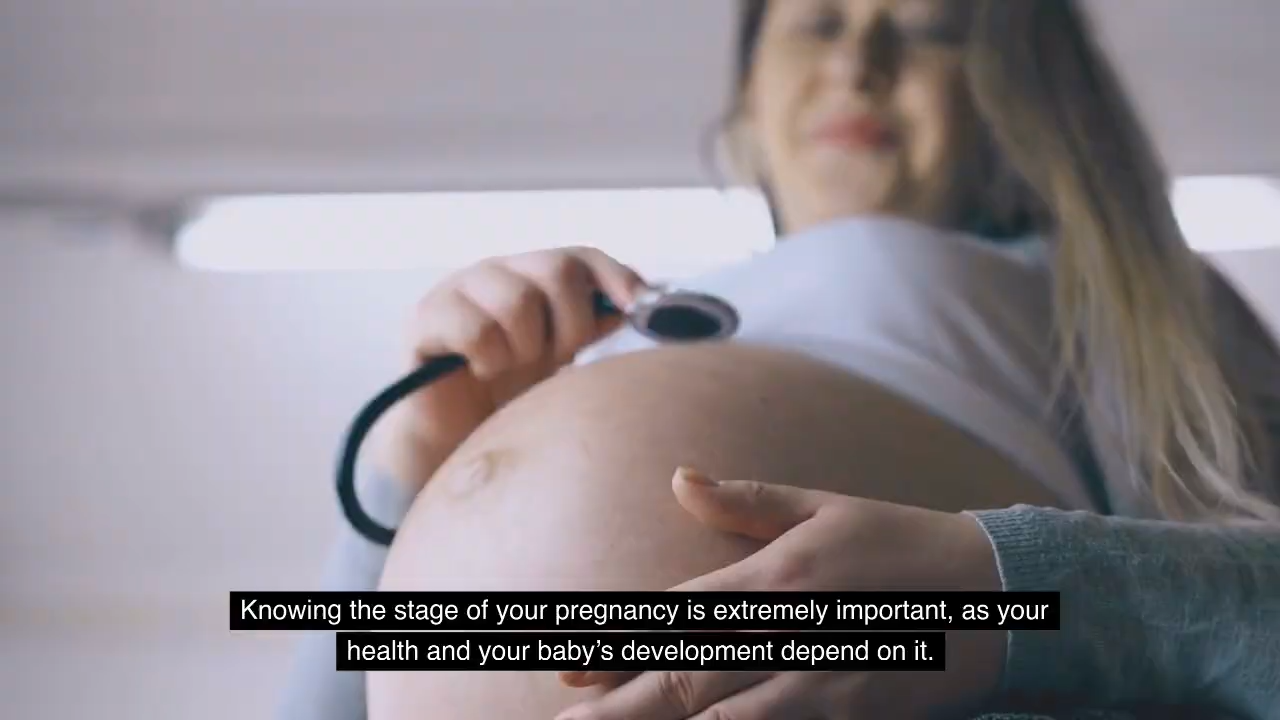 Knowing the stage of your pregnancy is extremely important, as your
health and your baby’s development depend on it.